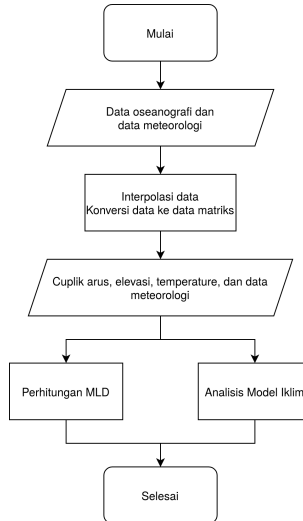 Mulai
Data oseanografi dan
data meteorologi
Interpolasi data
Konversi data ke data matriks
Cuplik arus, elevasi, temperature, dan data
meteorologi
Perhitungan MLD
Analisis Model Iklim
Selesai